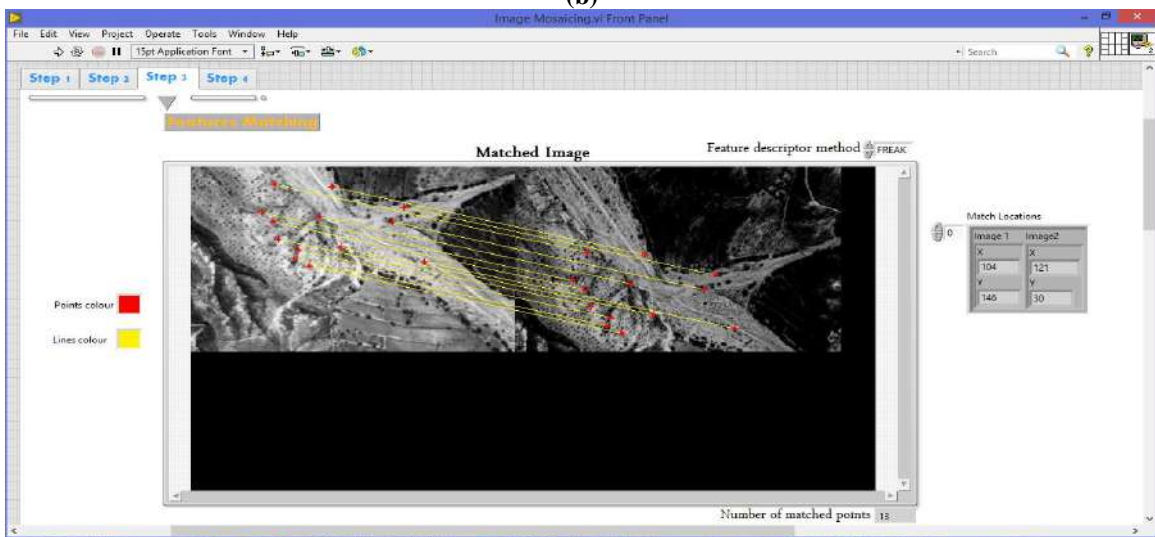 (b)
Image Mosaicing.vi Front Panel
File Edit View Project Operate Tools Window Help
15pt Application Font
Search
2
Step 1 Step 2 Step 3 Step 4
Features Matching
Matched Image
Feature descriptor method FREAK
Match Locations
0
Image 1 Image2
X X
104 121
Y Y
146 30
Points colour
Lines colour
Number of matched points 13